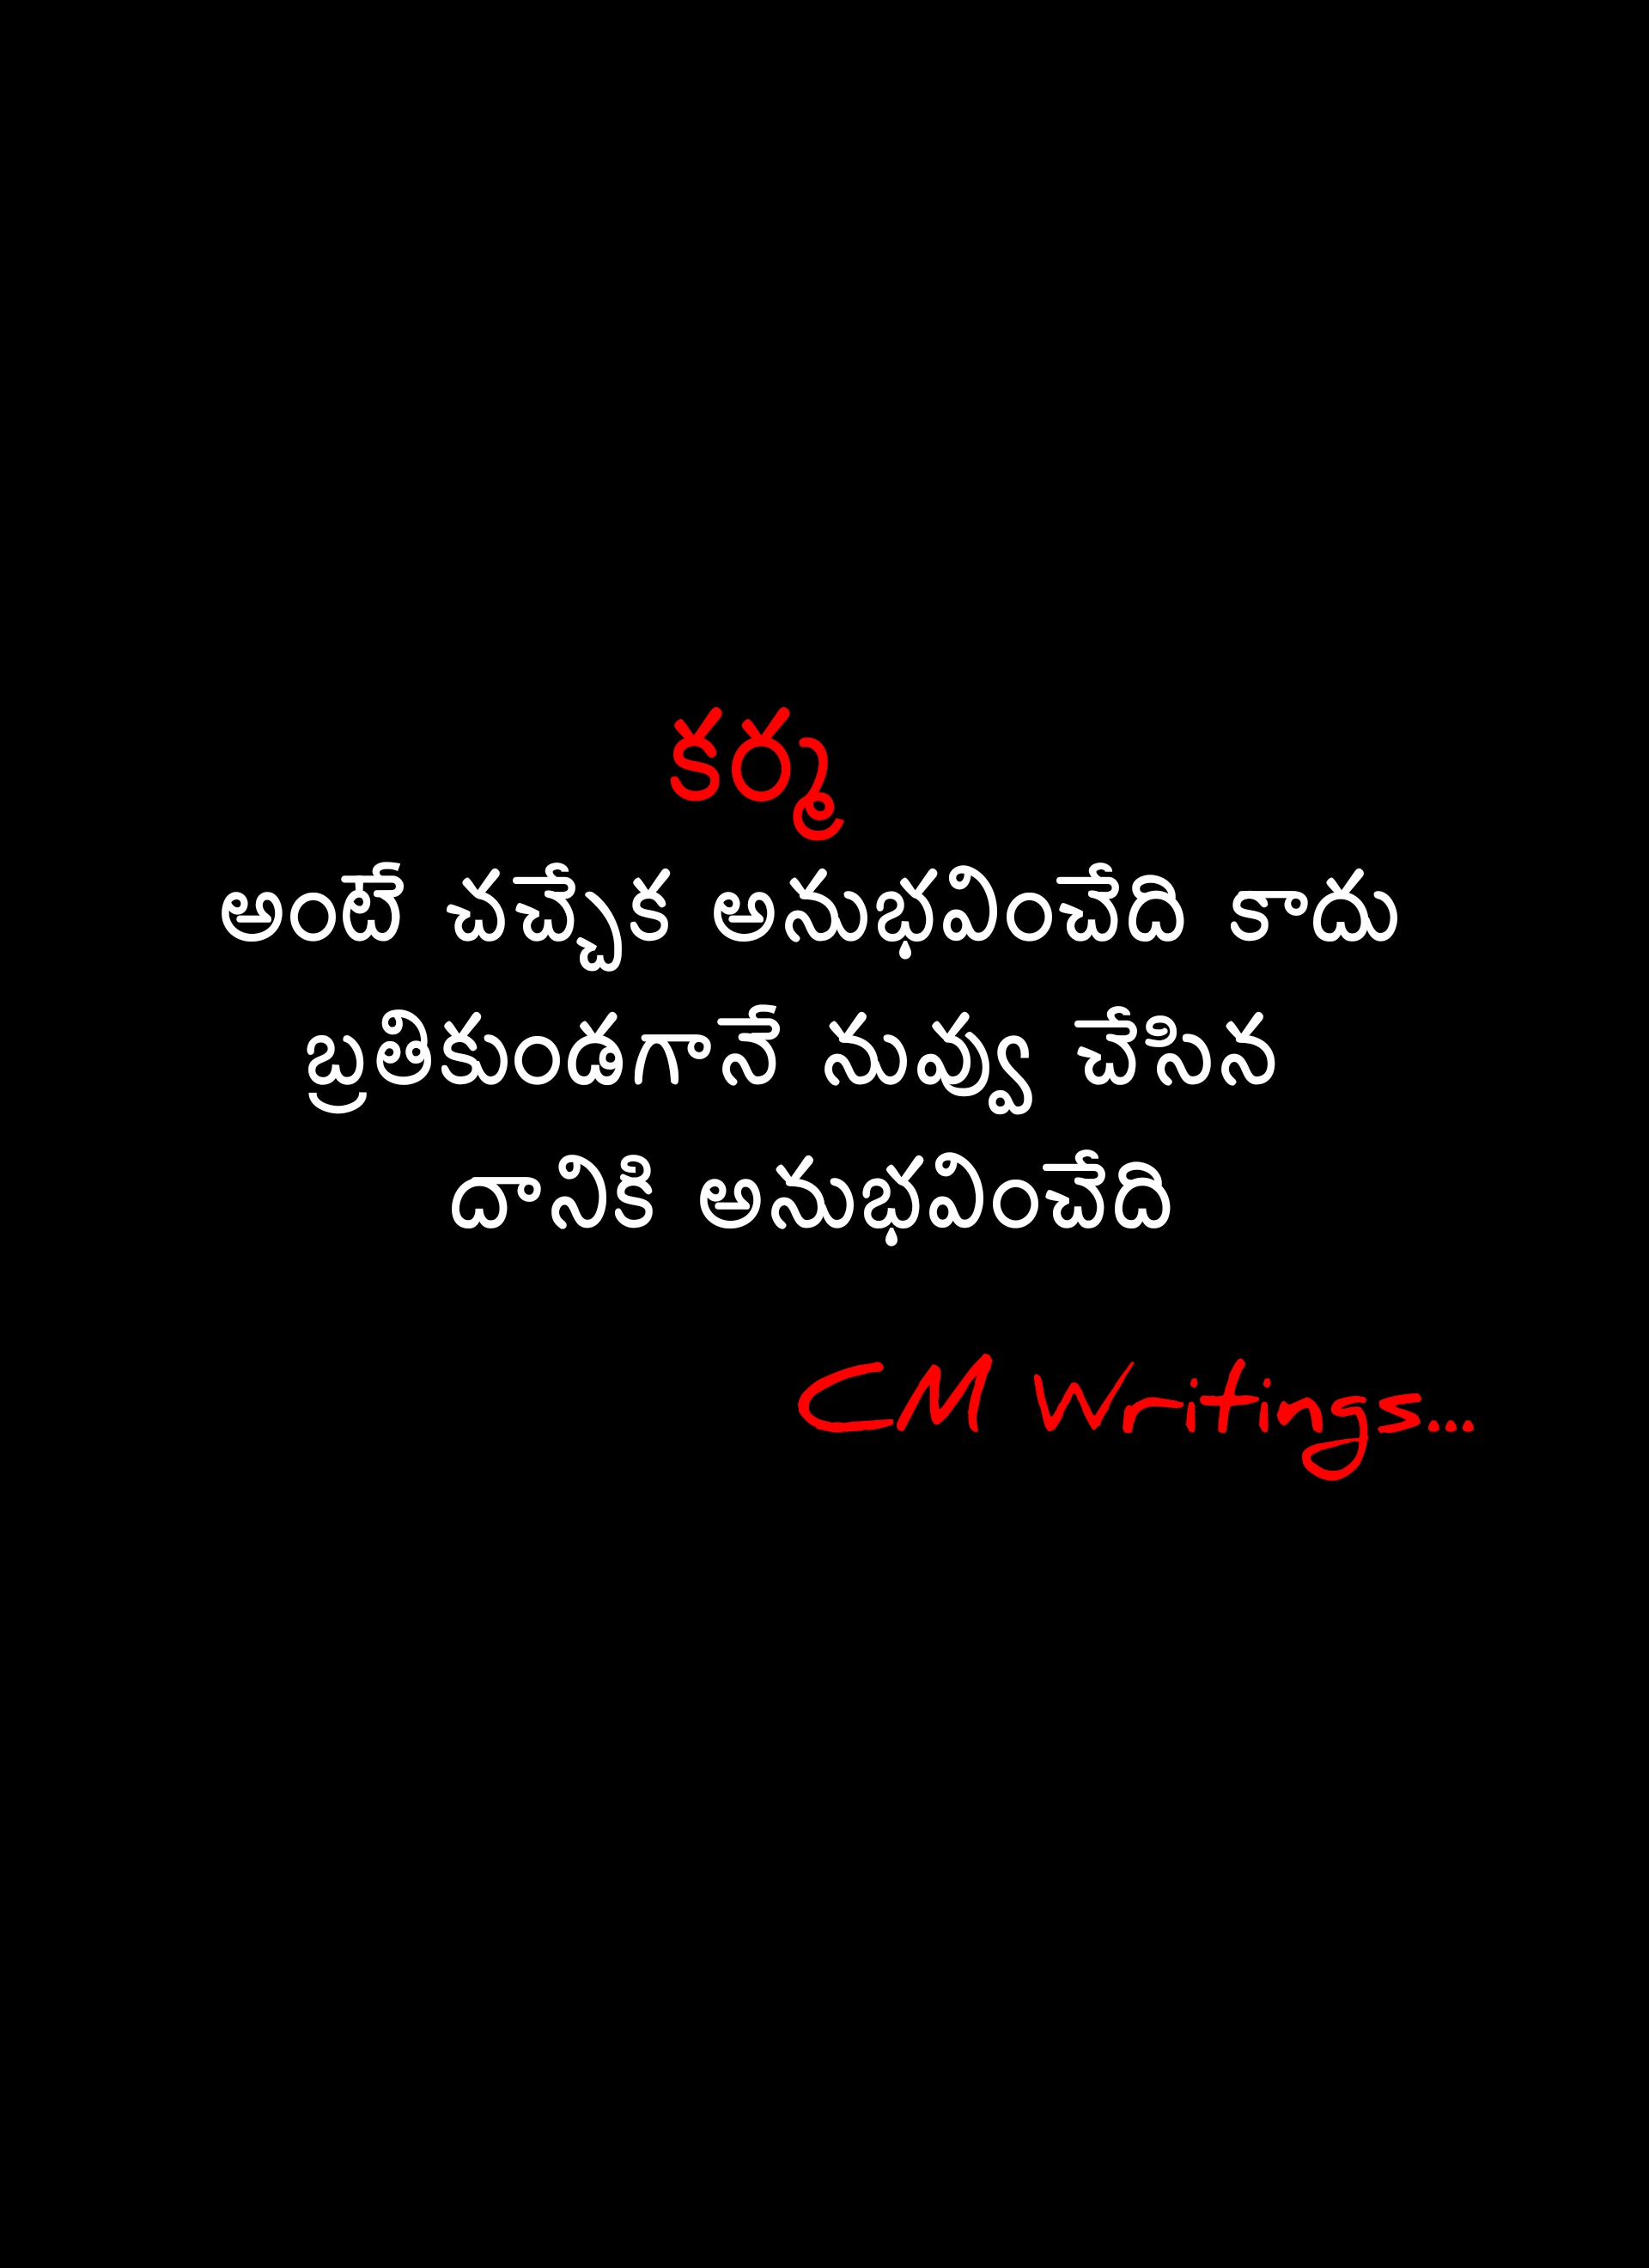 కర్మ
అంటే చచ్చేక అనుభవించేది కాదు
బ్రతికుండగానే నువ్వు చేసిన
దానికి అనుభవించేది
CM Writings...